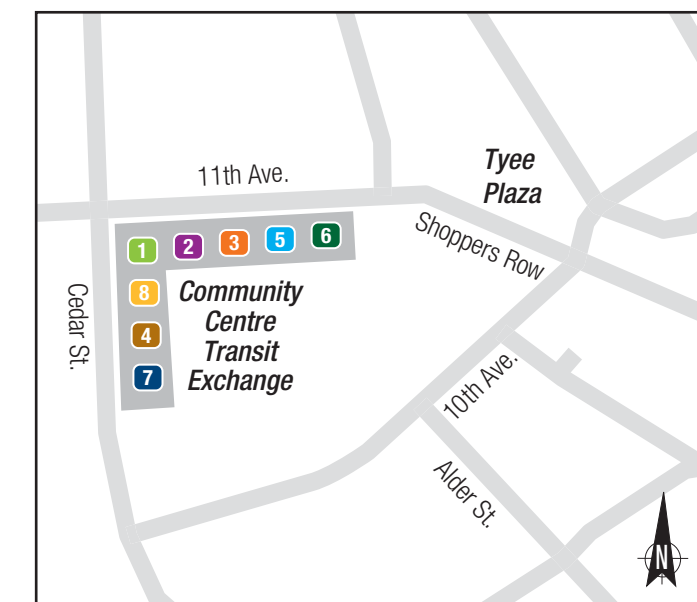 11th Ave.
Tyee
Plaza
Shoppers Row
1
2
3
5
6
8
4
7
Community
Centre
Transit
Exchange
Cedar St.
10th Ave.
Alder St.
N